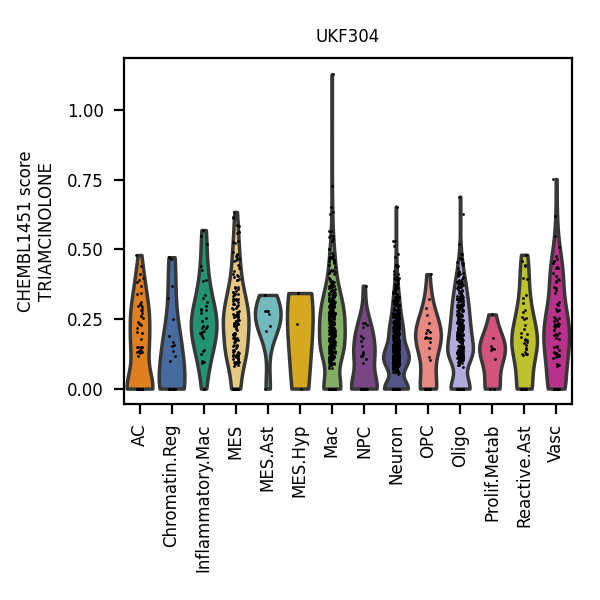 UKF304
CHEMBL1451 score
TRIAMCINOLONE
1.00
0.75
0.50
0.25
0.00
AC
Chromatin.Reg
Inflammatory.Mac
MES
MES.Ast
MES.Hyp
Mac
NPC
Neuron
OPC
Oligo
Prolif.Metab
Reactive.Ast
Vasc